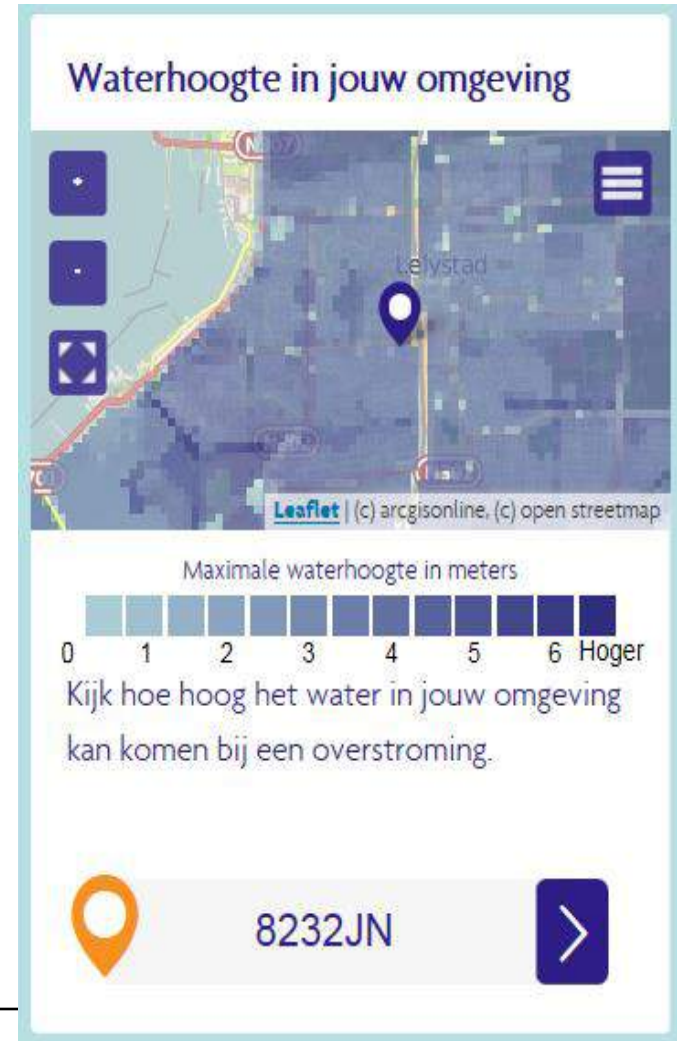 Waterhoogte in jouw omgeving
Lelystad
Leaflet | (c) arcgisonline, (c) open streetmap
Maximale waterhoogte in meters
0 1 2 3 4 5 6 Hoger
Kijk hoe hoog het water in jouw omgeving
kan komen bij een overstroming.
8232JN